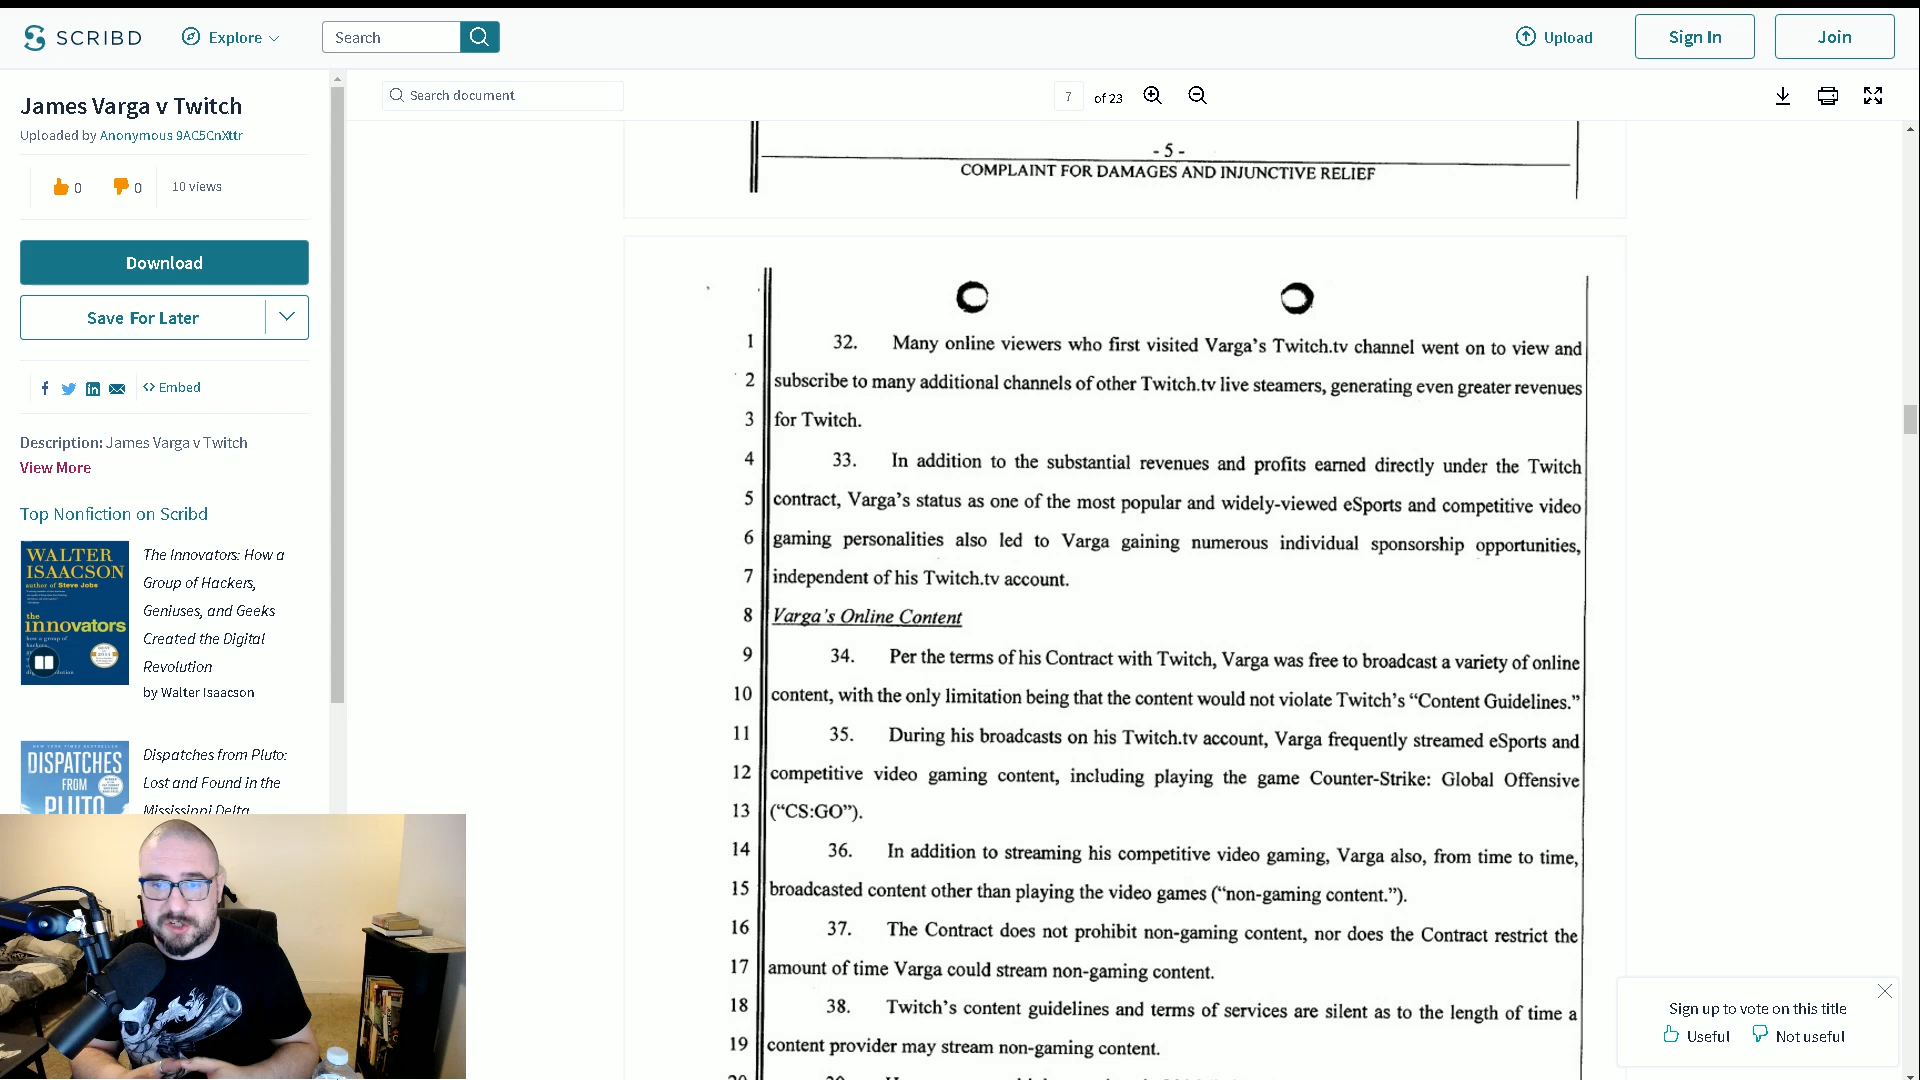 SCRIBD
Explore
Search
Upload
Sign In
Join
James Varga v Twitch
Uploaded by Anonymous 9AC5CnXttr
0
0
10 views
Download
Save For Later
<> Embed
Description: James Varga v Twitch
View More
Top Nonfiction on Scribd
WALTER
ISAACSON
author of Steve Jobs
the
innovators
The Innovators: How a
Group of Hackers,
Geniuses, and Geeks
Created the Digital
Revolution
by Walter Isaacson
DISPATCHES
FROM
PLUTO
Dispatches from Pluto:
Lost and Found in the
Mississippi Delta
Search document
7 of 23
- 5 -
COMPLAINT FOR DAMAGES AND INJUNCTIVE RELIEF
1 32. Many online viewers who first visited Varga's Twitch.tv channel went on to view and
2 subscribe to many additional channels of other Twitch.tv live steamers, generating even greater revenues
3 for Twitch.
4 33. In addition to the substantial revenues and profits earned directly under the Twitch
5 contract, Varga's status as one of the most popular and widely-viewed eSports and competitive video
6 gaming personalities also led to Varga gaining numerous individual sponsorship opportunities,
7 independent of his Twitch.tv account.
8 Varga's Online Content
9 34. Per the terms of his Contract with Twitch, Varga was free to broadcast a variety of online
10 content, with the only limitation being that the content would not violate Twitch's “Content Guidelines.”
11 35. During his broadcasts on his Twitch.tv account, Varga frequently streamed eSports and
12 competitive video gaming content, including playing the game Counter-Strike: Global Offensive
13 (“CS:GO”).
14 36. In addition to streaming his competitive video gaming, Varga also, from time to time,
15 broadcasted content other than playing the video games (“non-gaming content.”).
16 37. The Contract does not prohibit non-gaming content, nor does the Contract restrict the
17 amount of time Varga could stream non-gaming content.
18 38. Twitch's content guidelines and terms of services are silent as to the length of time a
19 content provider may stream non-gaming content.
Sign up to vote on this title
Useful
Not useful